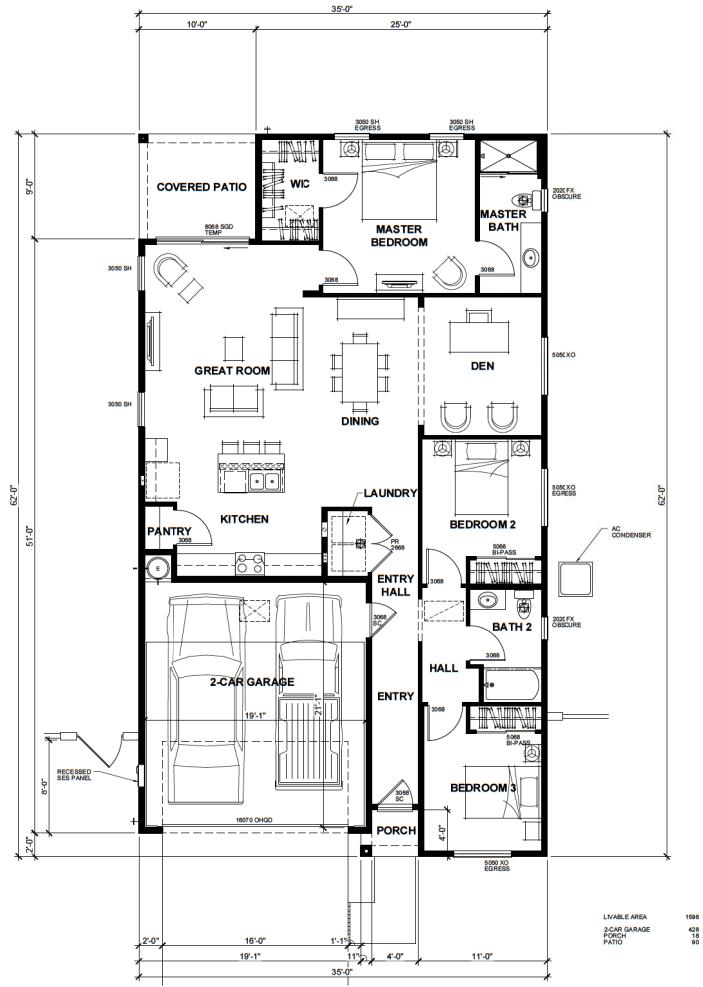 35'-0"
10'-0"
25'-0"
3050 SH
EGRESS
3050 SH
EGRESS
9'-0"
COVERED PATIO
WIC
3068
MASTER
BEDROOM
MASTER
BATH
2020 FX
OBSCURE
8068 SGD
TEMP
3068
3068
3050 SH
GREAT ROOM
DEN
5050 XO
3050 SH
DINING
62'-0"
51'-0"
62'-0"
LAUNDRY
KITCHEN
PANTRY
3068
BEDROOM 2
5050 XO
EGRESS
PR
2668
5068
BI-PASS
AC
CONDENSER
E
ENTRY
HALL
3068
3068
SC
BATH 2
2020 FX
OBSCURE
3068
HALL
2-CAR GARAGE
21'-1"
ENTRY
3068
19'-1"
5068
BI-PASS
RECESSED
SES PANEL
8'-0"
3068
SC
BEDROOM 3
16070 OHGD
PORCH
4'-0"
2'-0"
5050 XO
EGRESS
LIVABLE AREA 1596
2-CAR GARAGE 428
PORCH 18
PATIO 90
2'-0"
16'-0"
1'-1"
19'-1"
11"
4'-0"
11'-0"
35'-0"